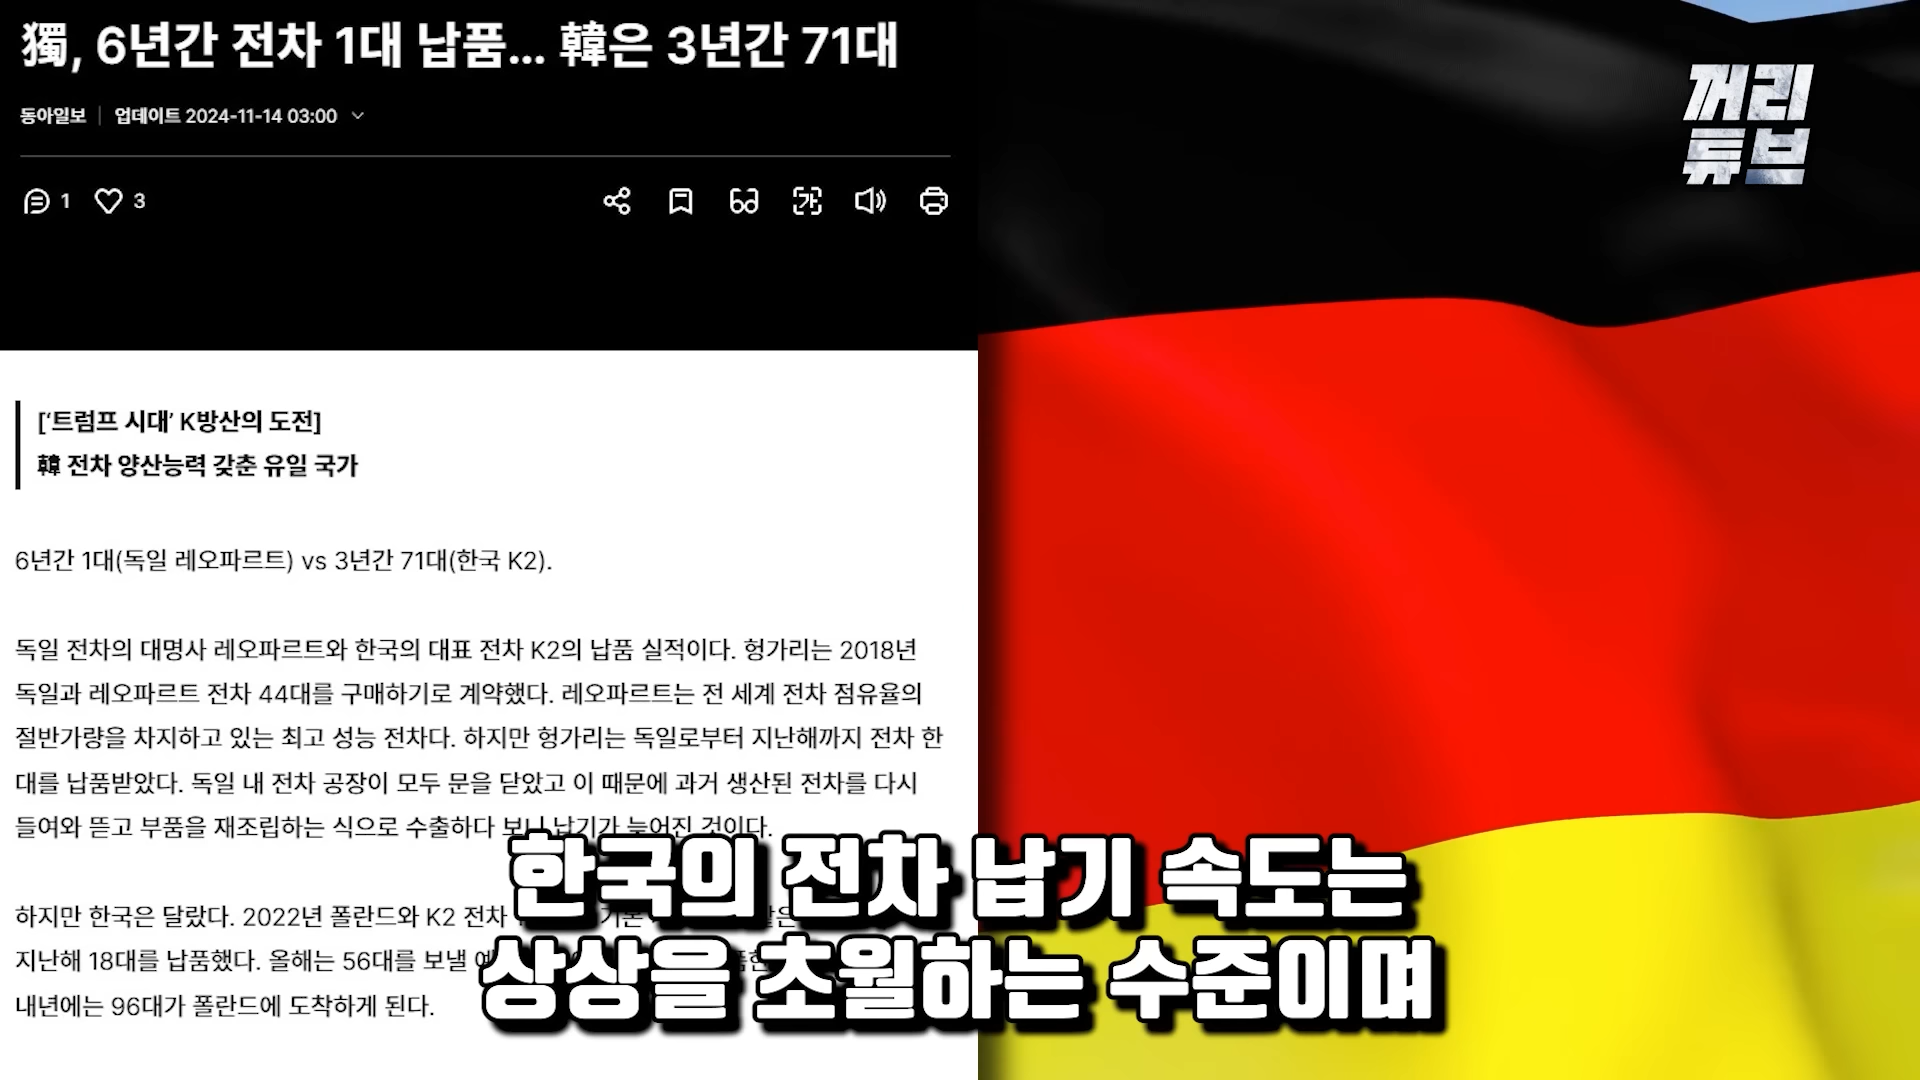 獨, 6년간 전차 1대 납품... 韓은 3년간 71대
동아일보 | 업데이트 2024-11-14 03:00
1 3
가
꺼리
튜브
[‘트럼프 시대’ K방산의 도전]
韓 전차 양산능력 갖춘 유일 국가
6년간 1대(독일 레오파르트) vs 3년간 71대(한국 K2).
독일 전차의 대명사 레오파르트와 한국의 대표 전차 K2의 납품 실적이다. 헝가리는 2018년
독일과 레오파르트 전차 44대를 구매하기로 계약했다. 레오파르트는 전 세계 전차 점유율의
절반가량을 차지하고 있는 최고 성능 전차다. 하지만 헝가리는 독일로부터 지난해까지 전차 한
대를 납품받았다. 독일 내 전차 공장이 모두 문을 닫았고 이 때문에 과거 생산된 전차를 다시
들여와 뜯고 부품을 재조립하는 식으로 수출하다 보니 납기가 늦어진 것이다.
하지만 한국은 달랐다. 2022년 폴란드와 K2 전차
지난해 18대를 납품했다. 올해는 56대를 보낼
내년에는 96대가 폴란드에 도착하게 된다.
한국의 전차 납기 속도는
상상을 초월하는 수준이며